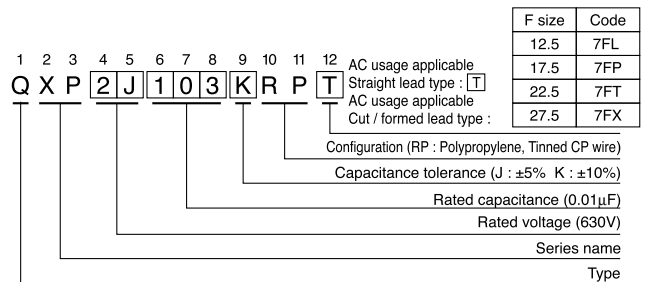 F size Code
12.5 7FL
17.5 7FP
22.5 7FT
27.5 7FX
1 2 3 4 5 6 7 8 9 10 11 12
Q X P 2 J 1 0 3 K R P T
AC usage applicable
Straight lead type : T
AC usage applicable
Cut / formed lead type :
Configuration (RP : Polypropylene, Tinned CP wire)
Capacitance tolerance (J : ±5% K : ±10%)
Rated capacitance (0.01μF)
Rated voltage (630V)
Series name
Type